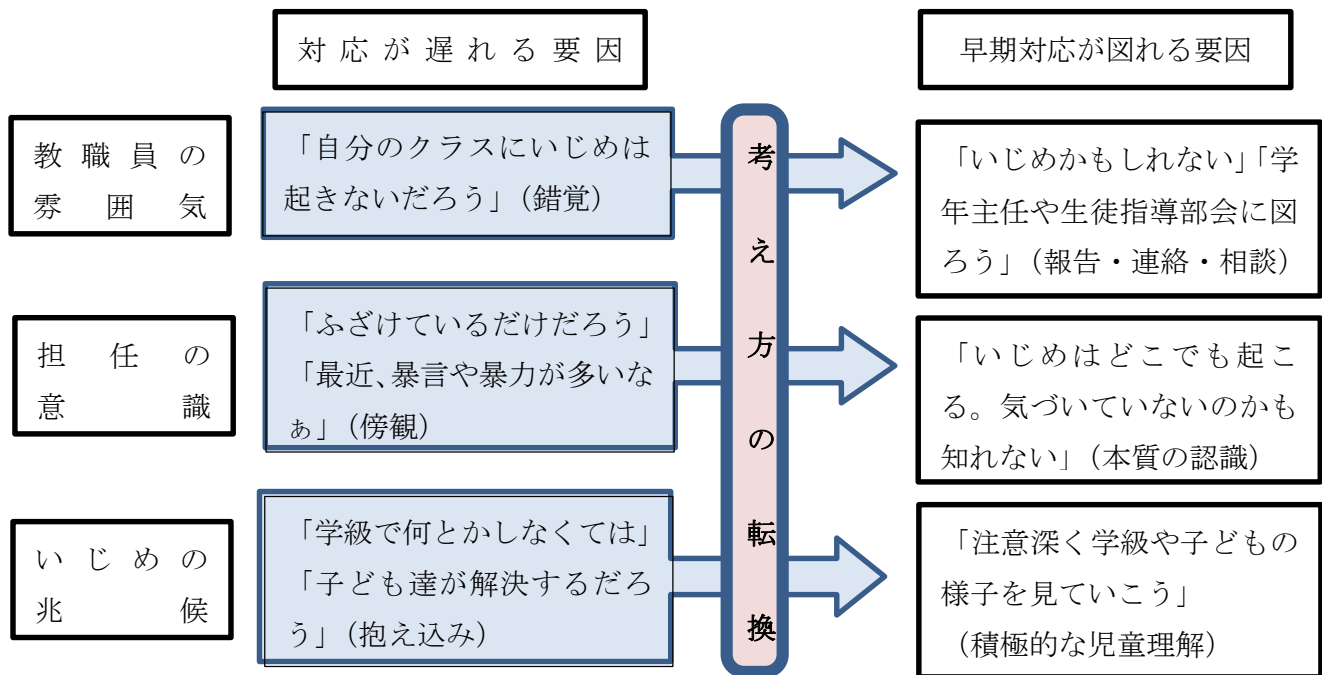 対応が遅れる要因
早期対応が図れる要因
教職員の
雰囲気
「自分のクラスにいじめは
起きないだろう」（錯覚）
「いじめかもしれない」「学
年主任や生徒指導部会に図
ろう」（報告・連絡・相談）
担任の
意識
「ふざけているだけだろう」
「最近、暴言や暴力が多いな
ぁ」（傍観）
「いじめはどこでも起こ
る。気づいていないのかも
知れない」（本質の認識）
いじめの
兆候
「学級で何とかしなくては」
「子ども達が解決するだろ
う」（抱え込み）
「注意深く学級や子どもの
様子を見ていこう」
（積極的な児童理解）
考え方の転換